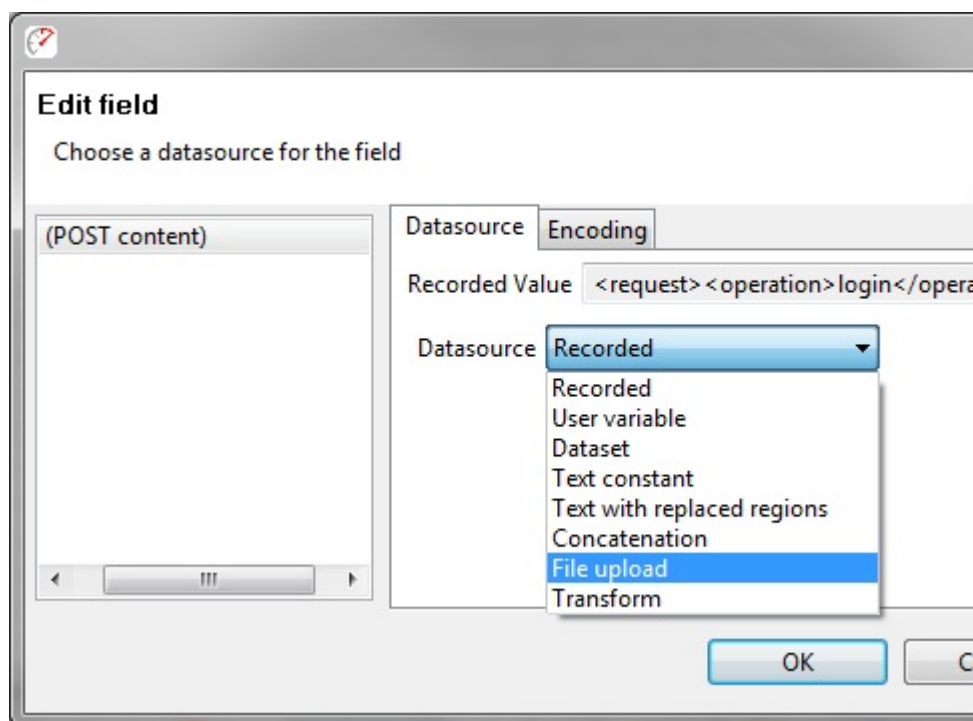 Edit field
Choose a datasource for the field
(POST content)
Datasource Encoding
Recorded Value <request><operation>login</opera
Datasource Recorded
Recorded
User variable
Dataset
Text constant
Text with replaced regions
Concatenation
File upload
Transform
OK C